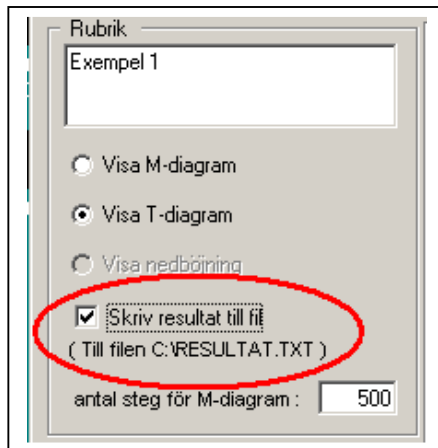 Rubrik
Exempel 1
Visa M-diagram
Visa T-diagram
Visa nedböjning
Skriv resultat till fil
( Till filen C:\RESULTAT.TXT )
antal steg för M-diagram : 500